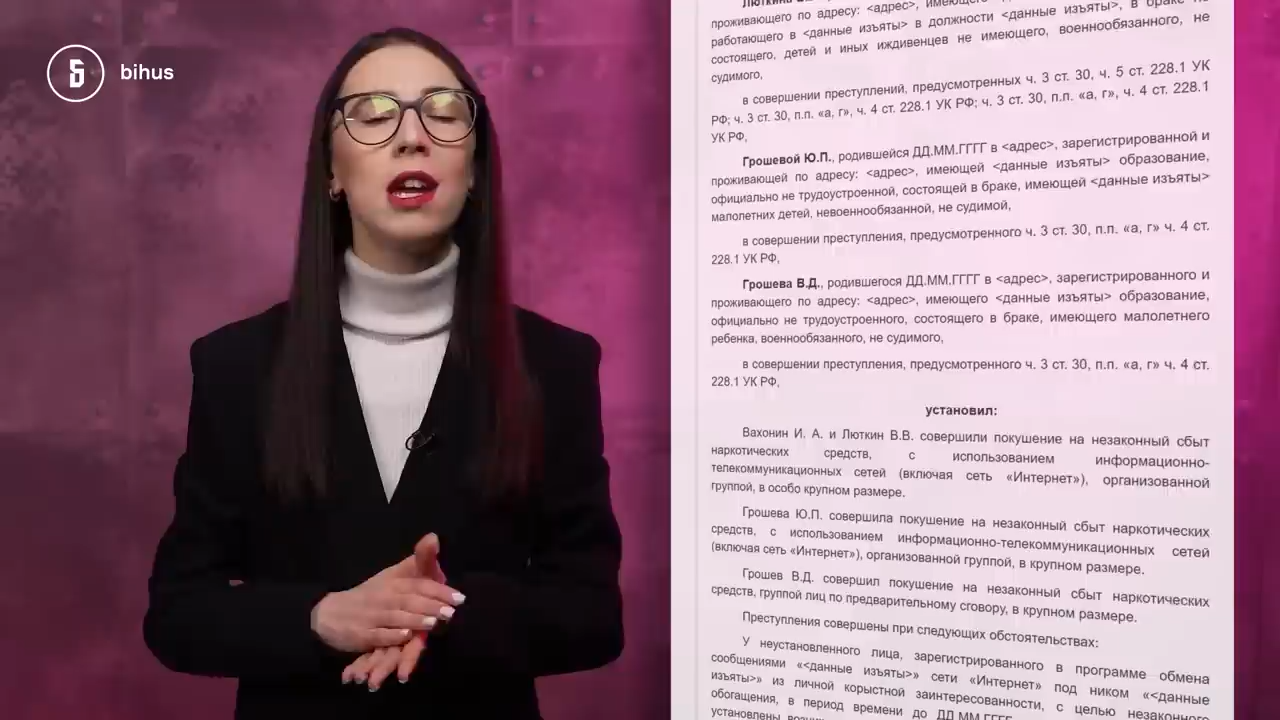 bihus
проживающего по адресу: <адрес>, имеющего
работающего в <данные изъяты> в должности <данные изъяты>, в браке не
состоящего, детей и иных иждивенцев не имеющего, военнообязанного, не
судимого,
в совершении преступлений, предусмотренных ч. 3 ст. 30, ч. 5 ст. 228.1 УК
РФ; ч. 3 ст. 30, п.п. «а, г», ч. 4 ст. 228.1 УК РФ; ч. 3 ст. 30, п.п. «а, г», ч. 4 ст. 228.1
УК РФ,
Грошевой Ю.П., родившейся ДД.ММ.ГГГГ в <адрес>, зарегистрированной и
проживающей по адресу: <адрес>, имеющей <данные изъяты> образование,
официально не трудоустроенной, состоящей в браке, имеющей <данные изъяты>
малолетних детей, невоеннообязанной, не судимой,
в совершении преступления, предусмотренного ч. 3 ст. 30, п.п. «а, г» ч. 4 ст.
228.1 УК РФ,
Грошева В.Д., родившегося ДД.ММ.ГГГГ в <адрес>, зарегистрированного и
проживающего по адресу: <адрес>, имеющего <данные изъяты> образование,
официально не трудоустроенного, состоящего в браке, имеющего малолетнего
ребенка, военнообязанного, не судимого,
в совершении преступления, предусмотренного ч. 3 ст. 30, п.п. «а, г» ч. 4 ст.
228.1 УК РФ,
установил:
Вахонин И. А. и Люткин В.В. совершили покушение на незаконный сбыт
наркотических средств, с использованием информационно-
телекоммуникационных сетей (включая сеть «Интернет»), организованной
группой, в особо крупном размере.
Грошева Ю.П. совершила покушение на незаконный сбыт наркотических
средств, с использованием информационно-телекоммуникационных сетей
(включая сеть «Интернет»), организованной группой, в крупном размере.
Грошев В.Д. совершил покушение на незаконный сбыт наркотических
средств, группой лиц по предварительному сговору, в крупном размере.
Преступления совершены при следующих обстоятельствах:
У неустановленного лица, зарегистрированного в программе обмена
сообщениями «<данные изъяты>» сети «Интернет» под ником «<данные
изъяты>» из личной корыстной заинтересованности, с целью незаконного
обогащения, в период времени до ДД.ММ.ГГГГ